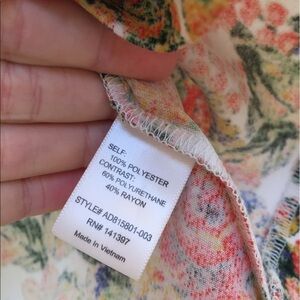 SELF:
100% POLYESTER
CONTRAST:
60% POLYURETHANE
40% RAYON
STYLE# AD815801-003
RN# 141397
Made in Vietnam